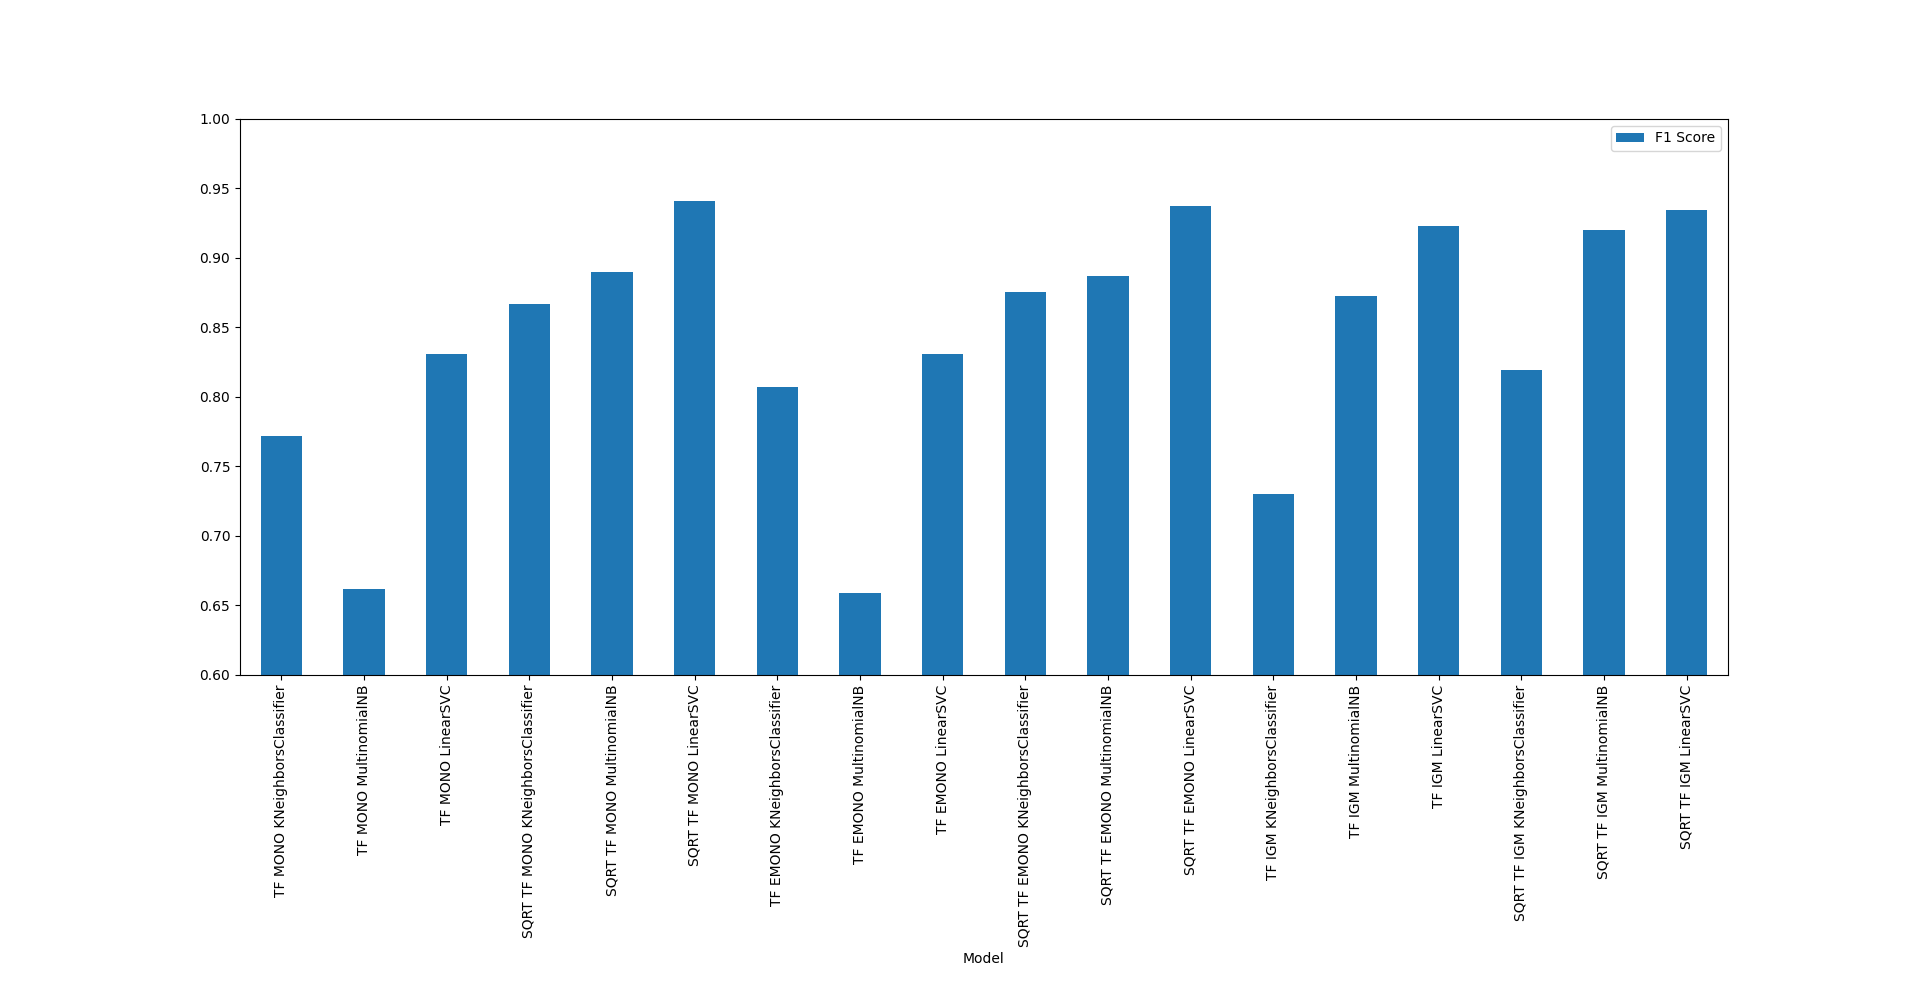 1.00
0.95
0.90
0.85
0.80
0.75
0.70
0.65
0.60
F1 Score
TF MONO KNeighborsClassifier
TF MONO MultinomialNB
TF MONO LinearSVC
SQRT TF MONO KNeighborsClassifier
SQRT TF MONO MultinomialNB
SQRT TF MONO LinearSVC
TF EMONO KNeighborsClassifier
TF EMONO MultinomialNB
TF EMONO LinearSVC
SQRT TF EMONO KNeighborsClassifier
SQRT TF EMONO MultinomialNB
SQRT TF EMONO LinearSVC
TF IGM KNeighborsClassifier
TF IGM MultinomialNB
TF IGM LinearSVC
SQRT TF IGM KNeighborsClassifier
SQRT TF IGM MultinomialNB
SQRT TF IGM LinearSVC
Model